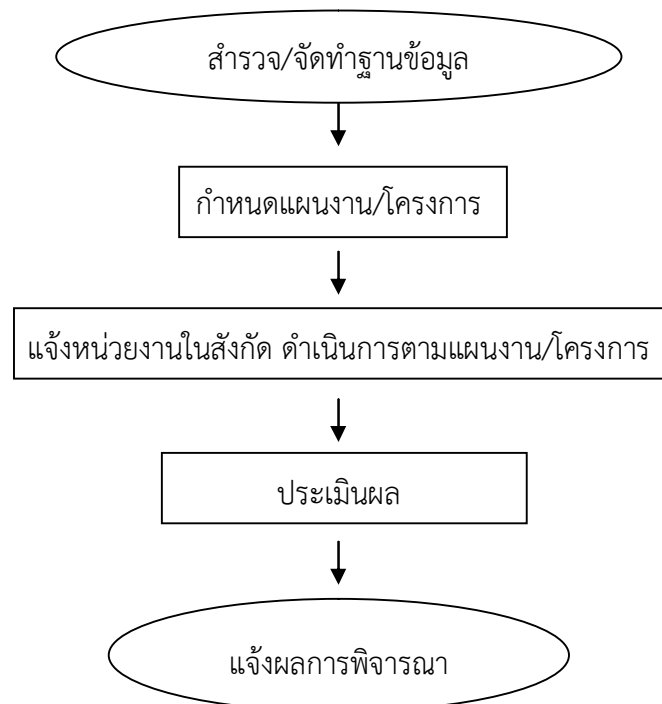 สำรวจ/จัดทำฐานข้อมูล
กำหนดแผนงาน/โครงการ
แจ้งหน่วยงานในสังกัด ดำเนินการตามแผนงาน/โครงการ
ประเมินผล
แจ้งผลการพิจารณา